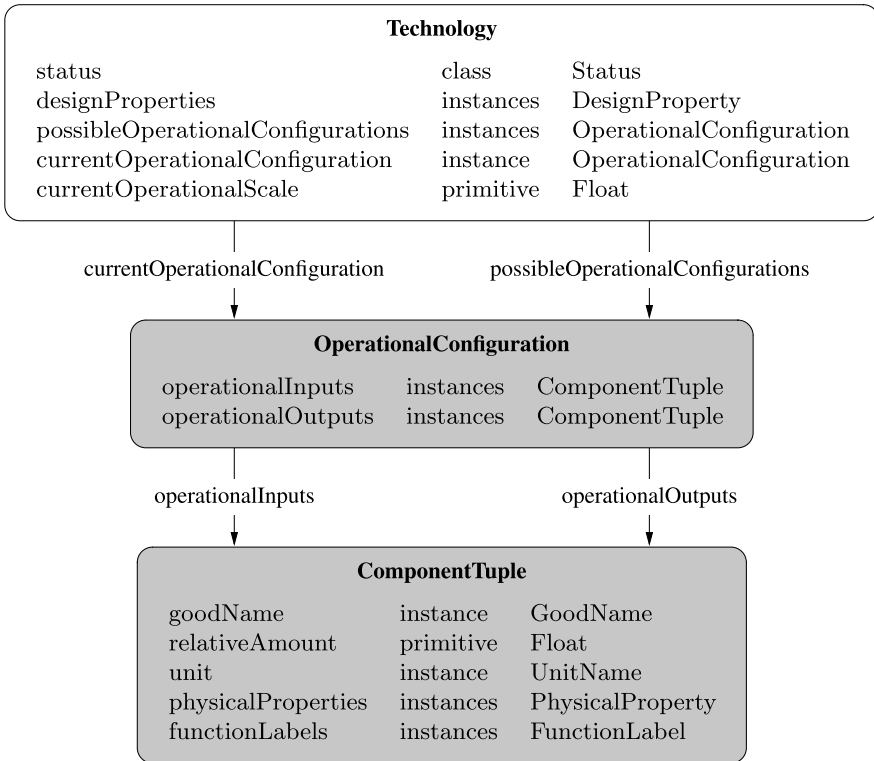 Technology
status class Status
designProperties instances DesignProperty
possibleOperationalConfigurations instances OperationalConfiguration
currentOperationalConfiguration instance OperationalConfiguration
currentOperationalScale primitive Float
currentOperationalConfiguration possibleOperationalConfigurations
OperationalConfiguration
operationalInputs instances ComponentTuple
operationalOutputs instances ComponentTuple
operationalInputs operationalOutputs
ComponentTuple
goodName instance GoodName
relativeAmount primitive Float
unit instance UnitName
physicalProperties instances PhysicalProperty
functionLabels instances FunctionLabel